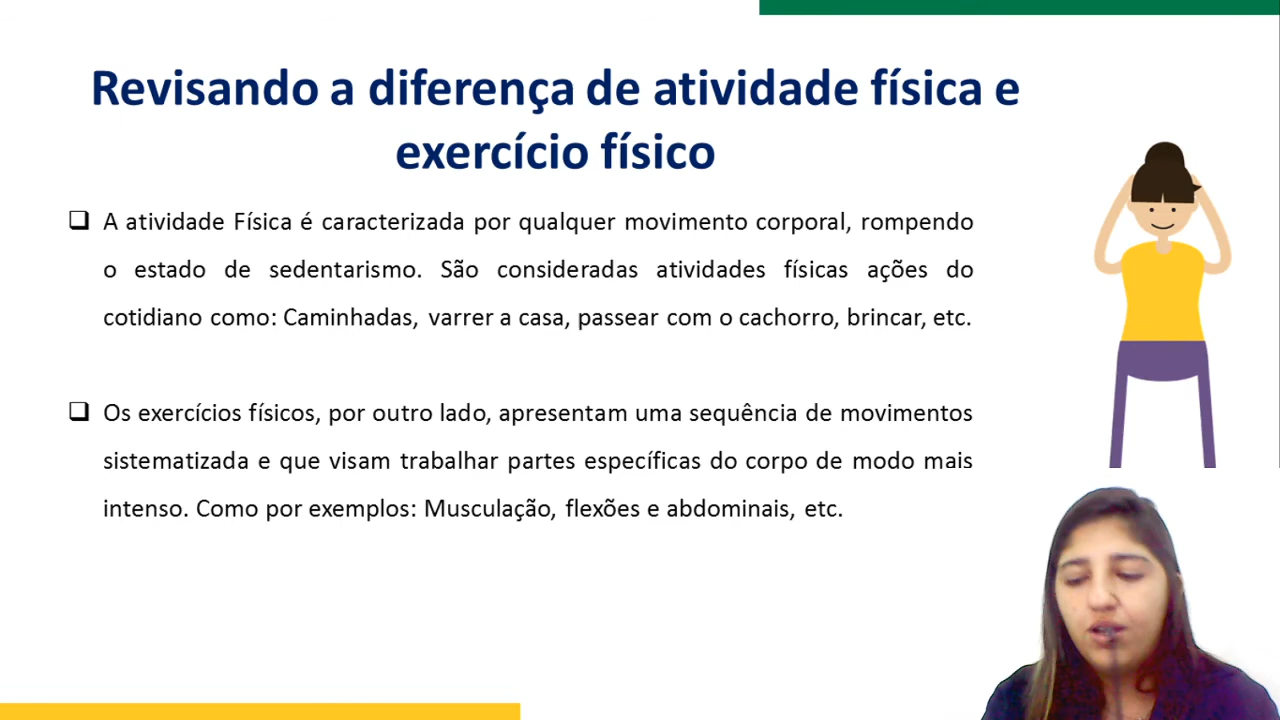 Revisando a diferença de atividade física e
exercício físico
❑ A atividade Física é caracterizada por qualquer movimento corporal, rompendo
o estado de sedentarismo. São consideradas atividades físicas ações do
cotidiano como: Caminhadas, varrer a casa, passear com o cachorro, brincar, etc.
❑ Os exercícios físicos, por outro lado, apresentam uma sequência de movimentos
sistematizada e que visam trabalhar partes específicas do corpo de modo mais
intenso. Como por exemplos: Musculação, flexões e abdominais, etc.